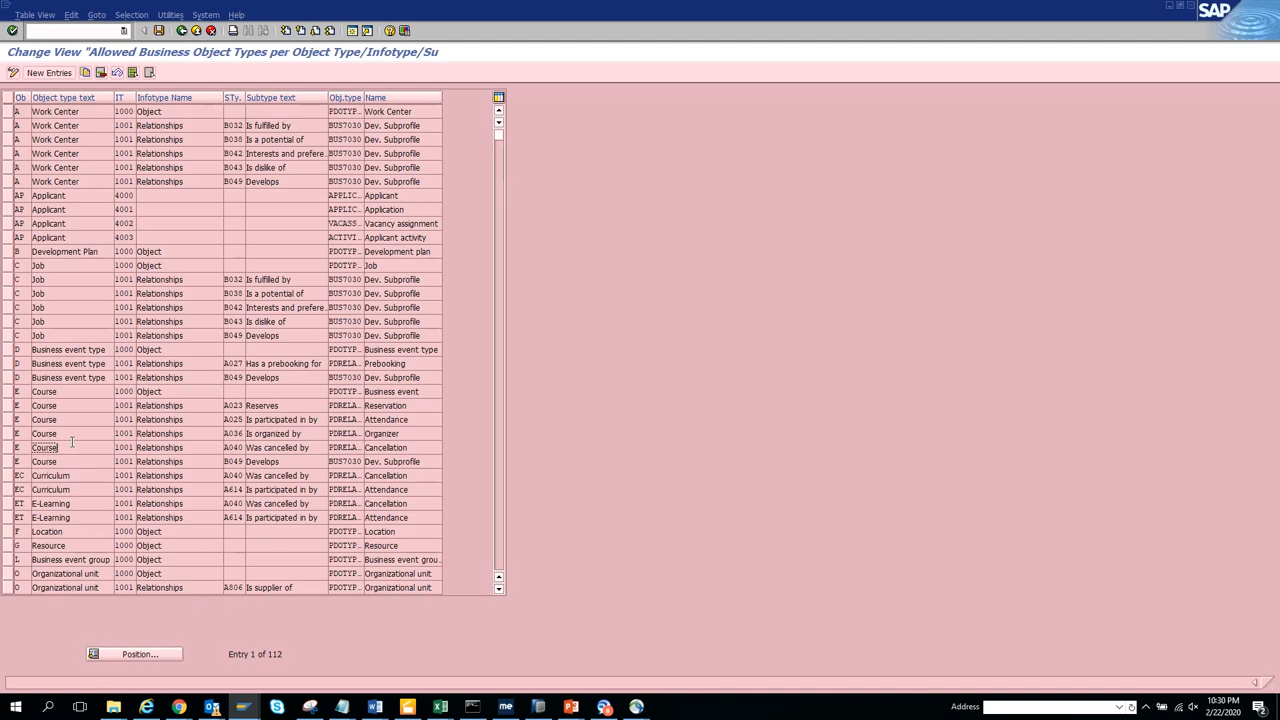 Table View Edit Goto Selection Utilities System Help
SAP
Change View "Allowed Business Object Types per Object Type/Infotype/Su
New Entries
Ob Object type text IT Infotype Name STy. Subtype text Obj.type Name
A Work Center 1000 Object PDOTYP... Work Center
A Work Center 1001 Relationships B032 Is fulfilled by BUS7030 Dev. Subprofile
A Work Center 1001 Relationships B038 Is a potential of BUS7030 Dev. Subprofile
A Work Center 1001 Relationships B042 Interests and prefere... BUS7030 Dev. Subprofile
A Work Center 1001 Relationships B043 Is dislike of BUS7030 Dev. Subprofile
A Work Center 1001 Relationships B049 Develops BUS7030 Dev. Subprofile
AP Applicant 4000 APPLIC... Applicant
AP Applicant 4001 APPLIC... Application
AP Applicant 4002 VACASS... Vacancy assignment
AP Applicant 4003 ACTIVI... Applicant activity
B Development Plan 1000 Object PDOTYP... Development plan
C Job 1000 Object PDOTYP... Job
C Job 1001 Relationships B032 Is fulfilled by BUS7030 Dev. Subprofile
C Job 1001 Relationships B038 Is a potential of BUS7030 Dev. Subprofile
C Job 1001 Relationships B042 Interests and prefere... BUS7030 Dev. Subprofile
C Job 1001 Relationships B043 Is dislike of BUS7030 Dev. Subprofile
C Job 1001 Relationships B049 Develops BUS7030 Dev. Subprofile
D Business event type 1000 Object PDOTYP... Business event type
D Business event type 1001 Relationships A027 Has a prebooking for PDRELA... Prebooking
D Business event type 1001 Relationships B049 Develops BUS7030 Dev. Subprofile
E Course 1000 Object PDOTYP... Business event
E Course 1001 Relationships A023 Reserves PDRELA... Reservation
E Course 1001 Relationships A025 Is participated in by PDRELA... Attendance
E Course 1001 Relationships A036 Is organized by PDRELA... Organizer
E Course 1001 Relationships A040 Was cancelled by PDRELA... Cancellation
E Course 1001 Relationships B049 Develops BUS7030 Dev. Subprofile
EC Curriculum 1001 Relationships A040 Was cancelled by PDRELA... Cancellation
EC Curriculum 1001 Relationships A614 Is participated in by PDRELA... Attendance
ET E-Learning 1001 Relationships A040 Was cancelled by PDRELA... Cancellation
ET E-Learning 1001 Relationships A614 Is participated in by PDRELA... Attendance
F Location 1000 Object PDOTYP... Location
G Resource 1000 Object PDOTYP... Resource
L Business event group 1000 Object PDOTYP... Business event grou...
O Organizational unit 1000 Object PDOTYP... Organizational unit
O Organizational unit 1001 Relationships A806 Is supplier of PDOTYP... Organizational unit
Position... Entry 1 of 112
me Address 10:30 PM
2/22/2020
2